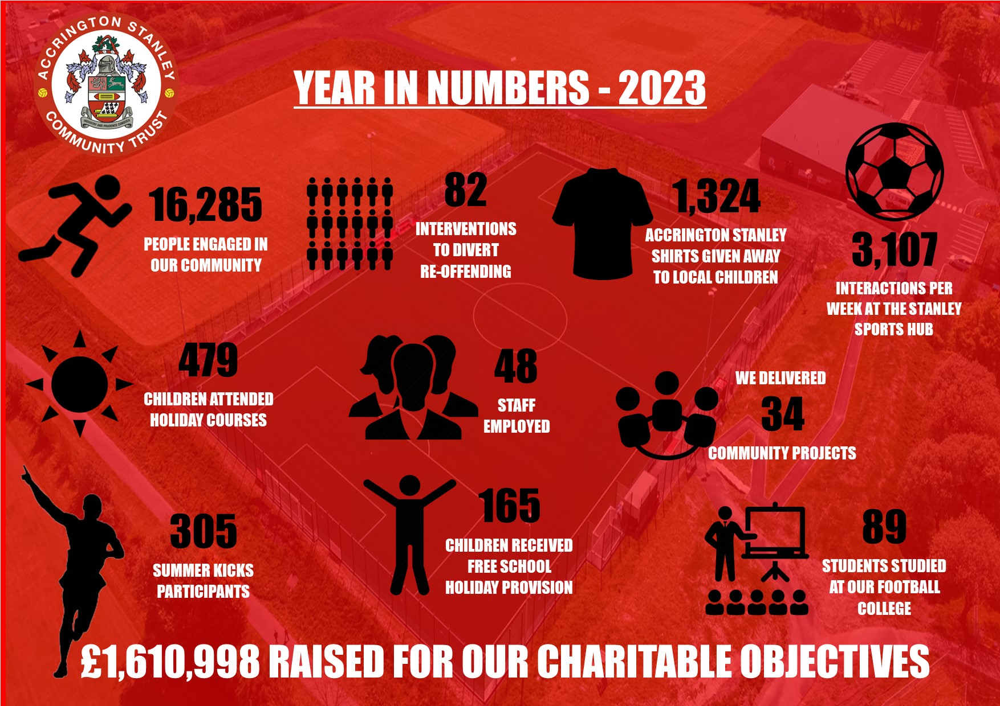 ACCRINGTON STANLEY
COMMUNITY TRUST
INDUSTRY AND PRUDENCE CONQUER
YEAR IN NUMBERS - 2023
16,285
PEOPLE ENGAGED IN
OUR COMMUNITY
82
INTERVENTIONS
TO DIVERT
RE-OFFENDING
1,324
ACCRINGTON STANLEY
SHIRTS GIVEN AWAY
TO LOCAL CHILDREN
3,107
INTERACTIONS PER
WEEK AT THE STANLEY
SPORTS HUB
479
CHILDREN ATTENDED
HOLIDAY COURSES
48
STAFF
EMPLOYED
WE DELIVERED
34
COMMUNITY PROJECTS
305
SUMMER KICKS
PARTICIPANTS
165
CHILDREN RECEIVED
FREE SCHOOL
HOLIDAY PROVISION
89
STUDENTS STUDIED
AT OUR FOOTBALL
COLLEGE
£1,610,998 RAISED FOR OUR CHARITABLE OBJECTIVES